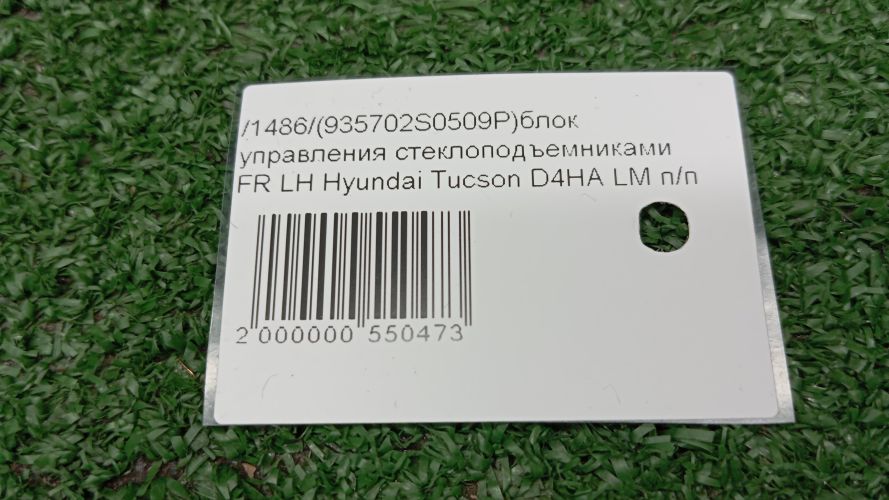 /1486/(935702S0509P)блок
управления стеклоподъемниками
FR LH Hyundai Tucson D4HA LM п/п
2 000000 550473